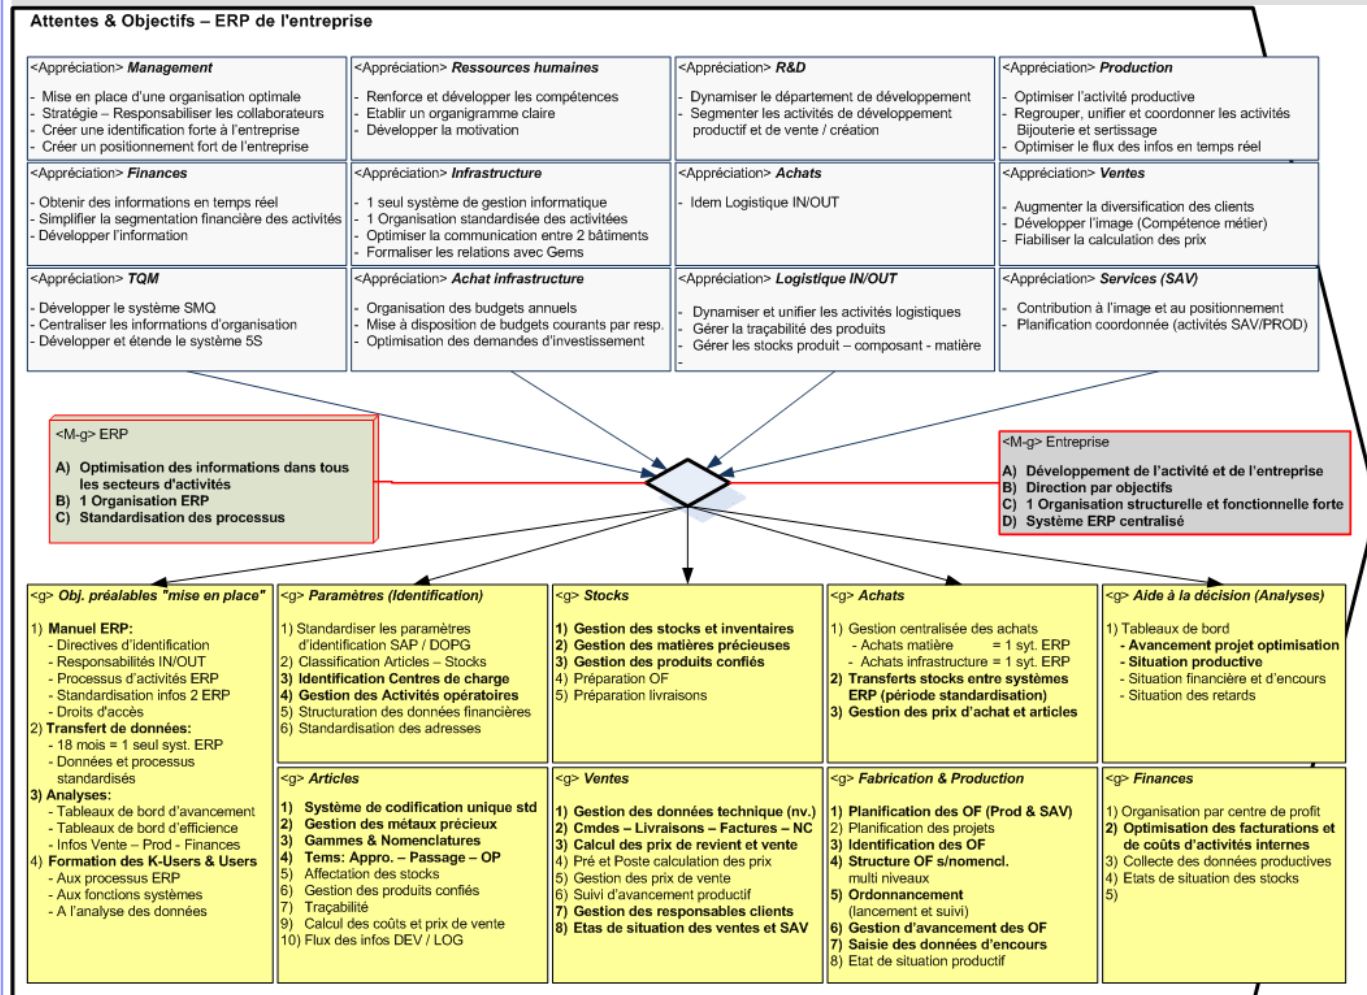 Attentes & Objectifs – ERP de l'entreprise
<Appréciation> Management
- Mise en place d'une organisation optimale
- Stratégie – Responsabiliser les collaborateurs
- Créer une identification forte à l'entreprise
- Créer un positionnement fort de l'entreprise
<Appréciation> Ressources humaines
- Renforce et développer les compétences
- Etablir un organigramme claire
- Développer la motivation
<Appréciation> R&D
- Dynamiser le département de développement
- Segmenter les activités de développement
productif et de vente / création
<Appréciation> Production
- Optimiser l'activité productive
- Regrouper, unifier et coordonner les activités
Bijouterie et sertissage
- Optimiser le flux des infos en temps réel
<Appréciation> Finances
- Obtenir des informations en temps réel
- Simplifier la segmentation financière des activités
- Développer l'information
<Appréciation> Infrastructure
- 1 seul système de gestion informatique
- 1 Organisation standardisée des activitées
- Optimiser la communication entre 2 bâtiments
- Formaliser les relations avec Gems
<Appréciation> Achats
- Idem Logistique IN/OUT
<Appréciation> Ventes
- Augmenter la diversification des clients
- Développer l'image (Compétence métier)
- Fiabiliser la calculation des prix
<Appréciation> TQM
- Développer le système SMQ
- Centraliser les informations d'organisation
- Développer et étende le système 5S
<Appréciation> Achat infrastructure
- Organisation des budgets annuels
- Mise à disposition de budgets courants par resp.
- Optimisation des demandes d'investissement
<Appréciation> Logistique IN/OUT
- Dynamiser et unifier les activités logistiques
- Gérer la traçabilité des produits
- Gérer les stocks produit – composant - matière
-
<Appréciation> Services (SAV)
- Contribution à l'image et au positionnement
- Planification coordonnée (activités SAV/PROD)
<M-g> ERP
A) Optimisation des informations dans tous
les secteurs d'activités
B) 1 Organisation ERP
C) Standardisation des processus
<M-g> Entreprise
A) Développement de l'activité et de l'entreprise
B) Direction par objectifs
C) 1 Organisation structurelle et fonctionnelle forte
D) Système ERP centralisé
<g> Obj. préalables "mise en place"
1) Manuel ERP:
- Directives d'identification
- Responsabilités IN/OUT
- Processus d'activités ERP
- Standardisation infos 2 ERP
- Droits d'accès
2) Transfert de données:
- 18 mois = 1 seul syst. ERP
- Données et processus
standardisés
3) Analyses:
- Tableaux de bord d'avancement
- Tableaux de bord d'efficience
- Infos Vente – Prod - Finances
4) Formation des K-Users & Users
- Aux processus ERP
- Aux fonctions systèmes
- A l'analyse des données
<g> Paramètres (Identification)
1) Standardiser les paramètres
d'identification SAP / DOPG
2) Classification Articles – Stocks
3) Identification Centres de charge
4) Gestion des Activités opératoires
5) Structuration des données financières
6) Standardisation des adresses
<g> Stocks
1) Gestion des stocks et inventaires
2) Gestion des matières précieuses
3) Gestion des produits confiés
4) Préparation OF
5) Préparation livraisons
<g> Achats
1) Gestion centralisée des achats
- Achats matière = 1 syt. ERP
- Achats infrastructure = 1 syt. ERP
2) Transferts stocks entre systèmes
ERP (période standardisation)
3) Gestion des prix d'achat et articles
<g> Aide à la décision (Analyses)
1) Tableaux de bord
- Avancement projet optimisation
- Situation productive
- Situation financière et d'encours
- Situation des retards
<g> Articles
1) Système de codification unique std
2) Gestion des métaux précieux
3) Gammes & Nomenclatures
4) Tems: Appro. – Passage – OP
5) Affectation des stocks
6) Gestion des produits confiés
7) Traçabilité
9) Calcul des coûts et prix de vente
10) Flux des infos DEV / LOG
<g> Ventes
1) Gestion des données technique (nv.)
2) Cmdes – Livraisons – Factures – NC
3) Calcul des prix de revient et vente
4) Pré et Poste calculation des prix
5) Gestion des prix de vente
6) Suivi d'avancement productif
7) Gestion des responsables clients
8) Etas de situation des ventes et SAV
<g> Fabrication & Production
1) Planification des OF (Prod & SAV)
2) Planification des projets
3) Identification des OF
4) Structure OF s/nomencl.
multi niveaux
5) Ordonnancement
(lancement et suivi)
6) Gestion d'avancement des OF
7) Saisie des données d'encours
8) Etat de situation productif
<g> Finances
1) Organisation par centre de profit
2) Optimisation des facturations et
de coûts d'activités internes
3) Collecte des données productives
4) Etats de situation des stocks
5)